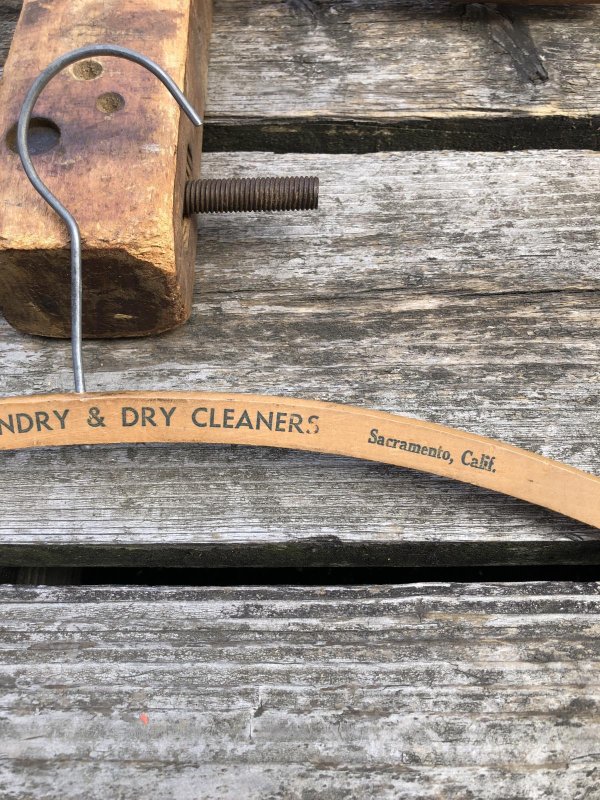 NDRY & DRY CLEANERS
Sacramento, Calif.